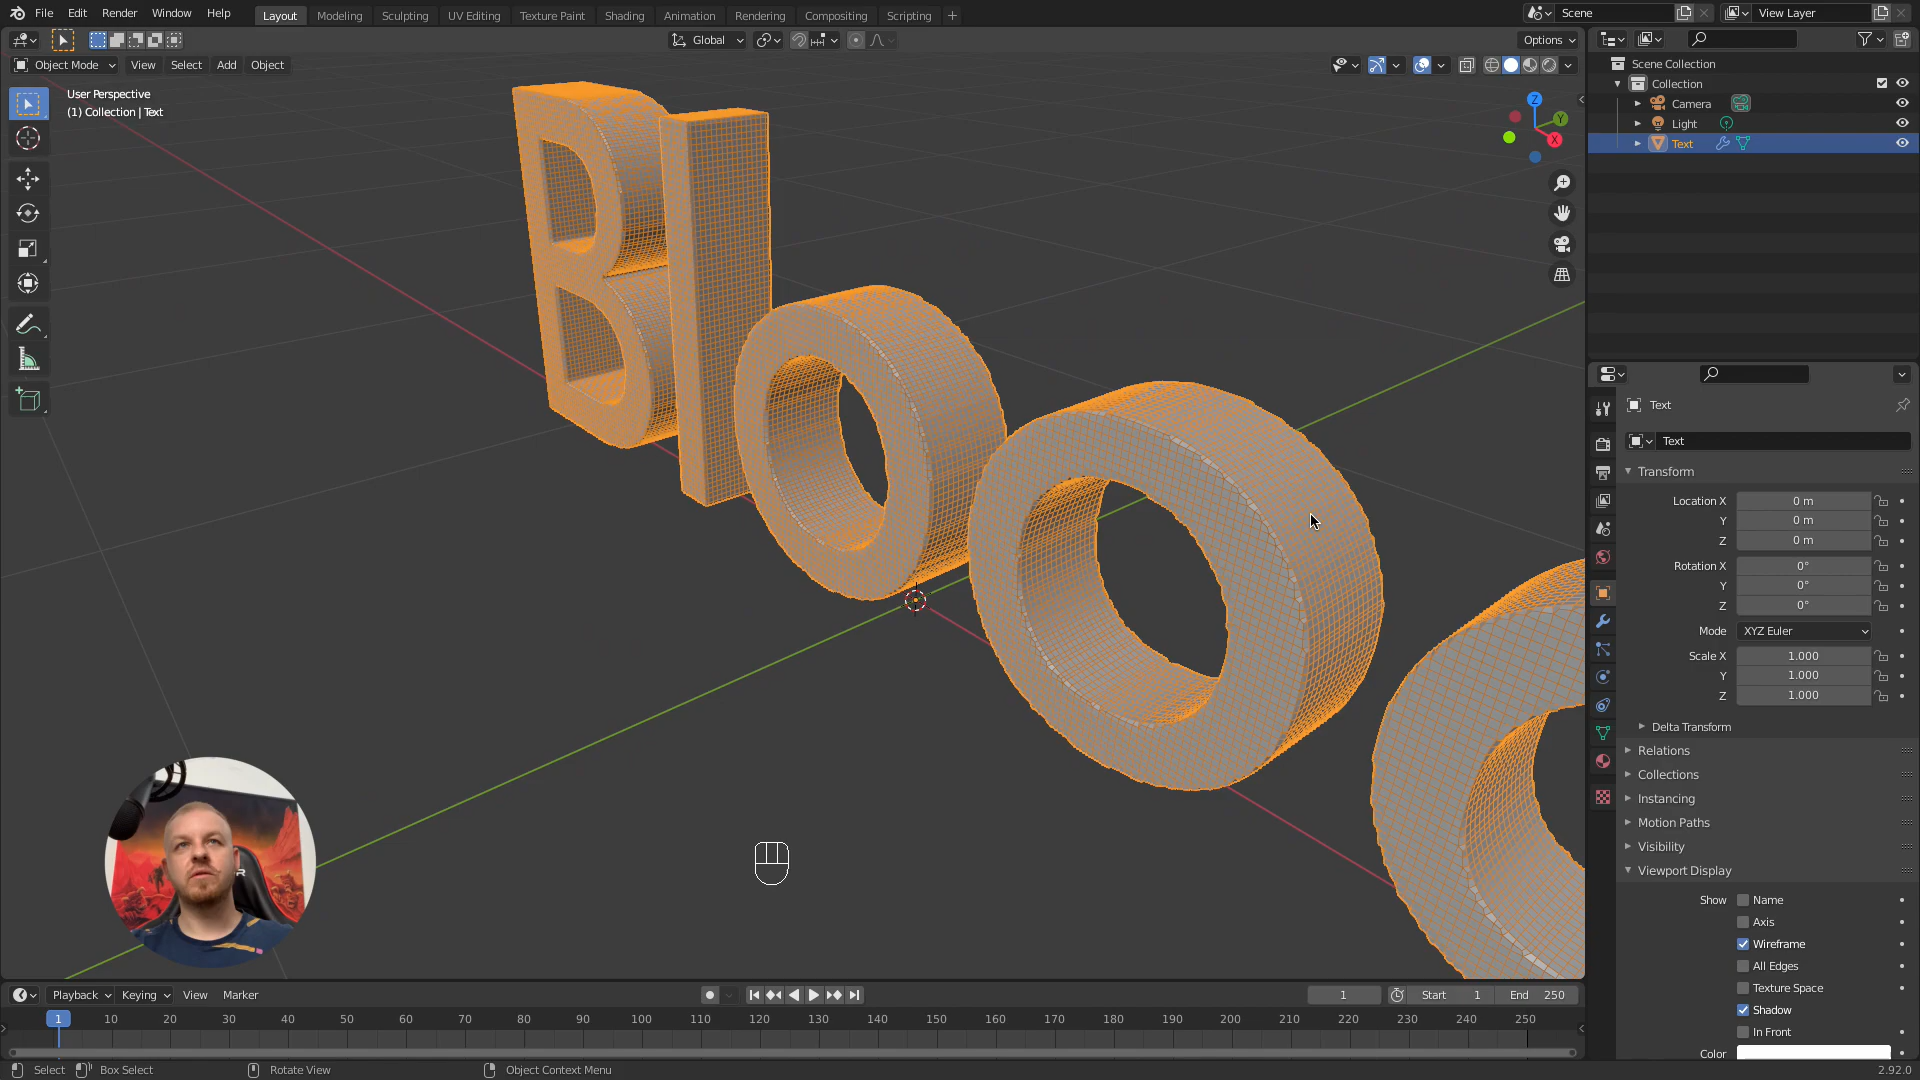 File Edit Render Window Help
Layout Modeling Sculpting UV Editing Texture Paint Shading Animation Rendering Compositing Scripting +
Scene
View Layer
Global
Options
Object Mode View Select Add Object
User Perspective
(1) Collection | Text
Bloo
Z
Y
X
Scene Collection
Collection
Camera
Light
Text
Text
Text
Transform
Location X 0 m
Y 0 m
Z 0 m
Rotation X 0°
Y 0°
Z 0°
Mode XYZ Euler
Scale X 1.000
Y 1.000
Z 1.000
Delta Transform
Relations
Collections
Instancing
Motion Paths
Visibility
Viewport Display
Show Name
Axis
Wireframe
All Edges
Texture Space
Shadow
In Front
Color
Playback Keying View Marker
1 Start 1 End 250
1 10 20 30 40 50 60 70 80 90 100 110 120 130 140 150 160 170 180 190 200 210 220 230 240 250
Select Box Select Rotate View Object Context Menu
2.92.0